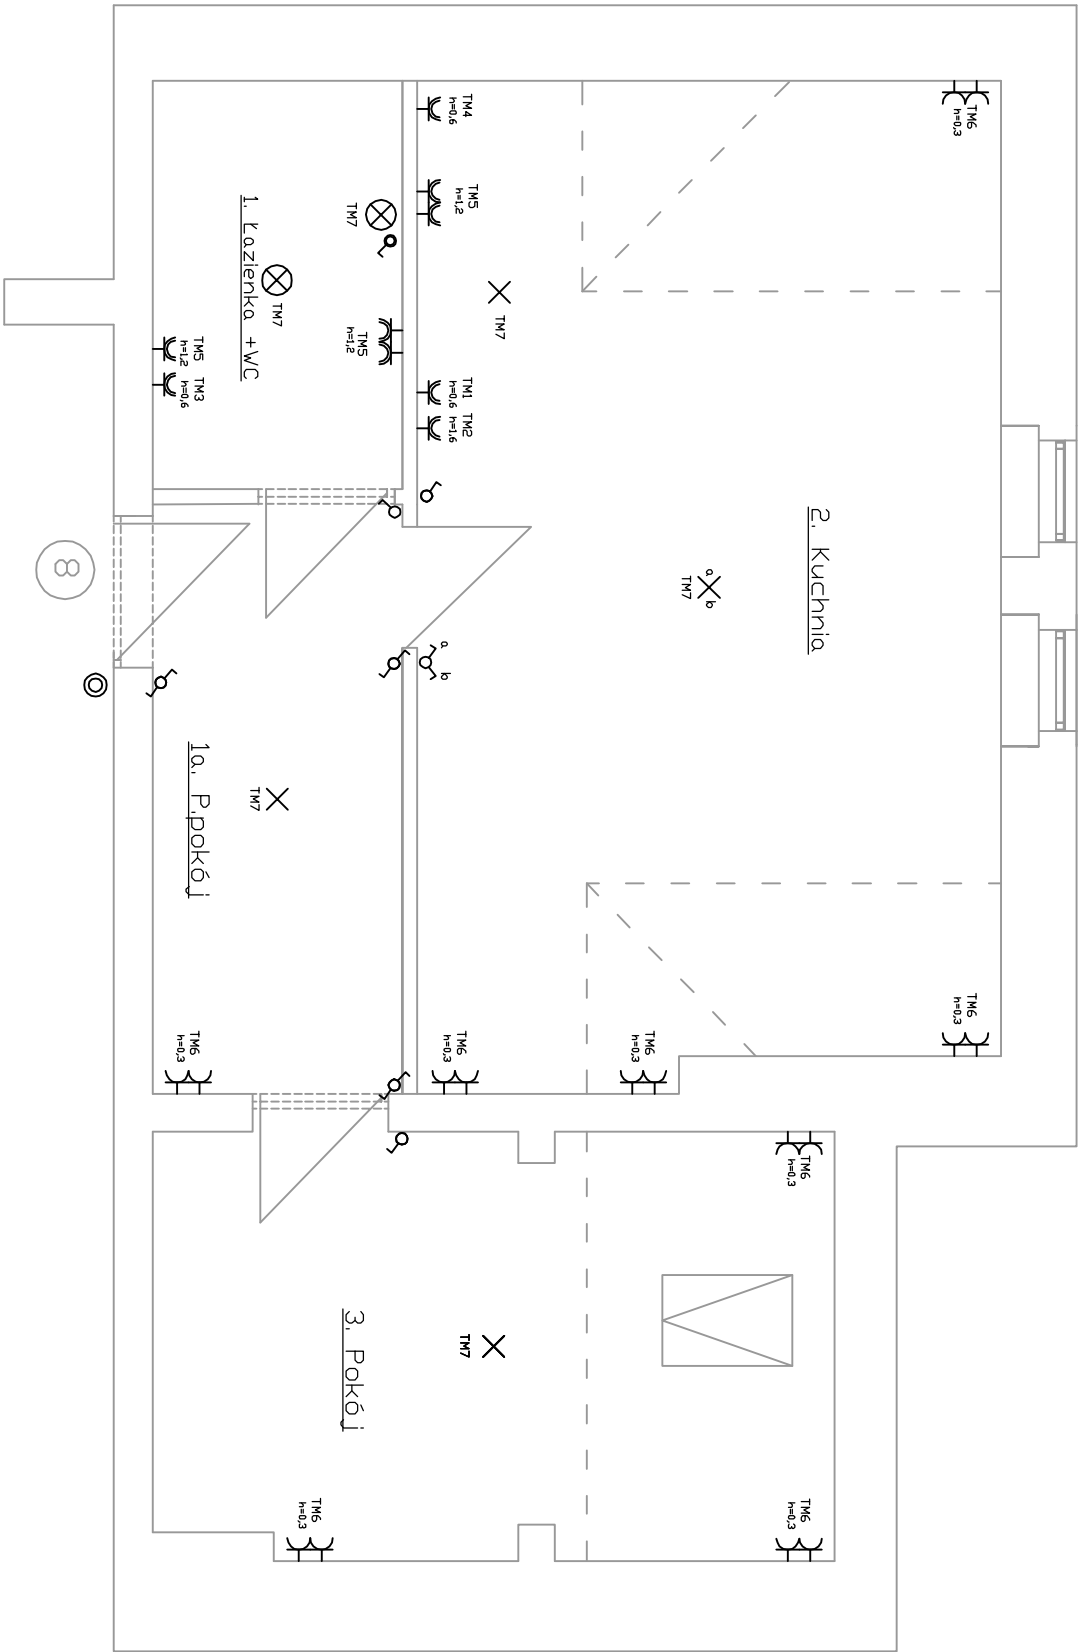 TM6
h=0,3
TM4
h=0,6
TM5
h=1,2
TM7
1. Łazienka +WC
TM7
TM7
TM5
h=1,2
TM5
h=1,2
TM3
h=0,6
TM1
h=0,6
TM2
h=1,6
2. Kuchnia
a
b
TM7
8
a
b
1a. P.pokój
TM7
TM6
h=0,3
TM6
h=0,3
TM6
h=0,3
TM6
h=0,3
TM6
h=0,3
3. Pokój
TM7
TM6
h=0,3
TM6
h=0,3